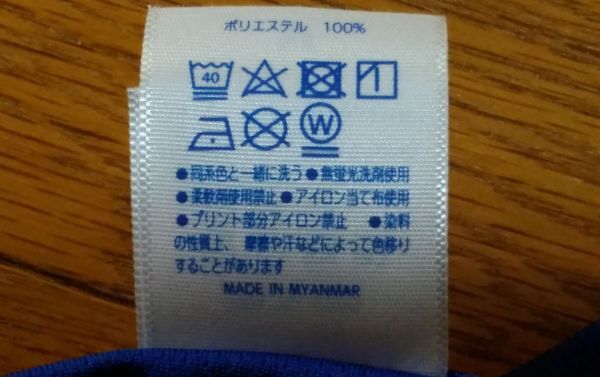 ポリエステル 100%
40
W
●同系色と一緒に洗う ●無蛍光洗剤使用
●柔軟剤使用禁止 ●アイロン当て布使用
●プリント部分アイロン禁止 ●染料
の性質上、摩擦や汗などによって色移り
することがあります
MADE IN MYANMAR